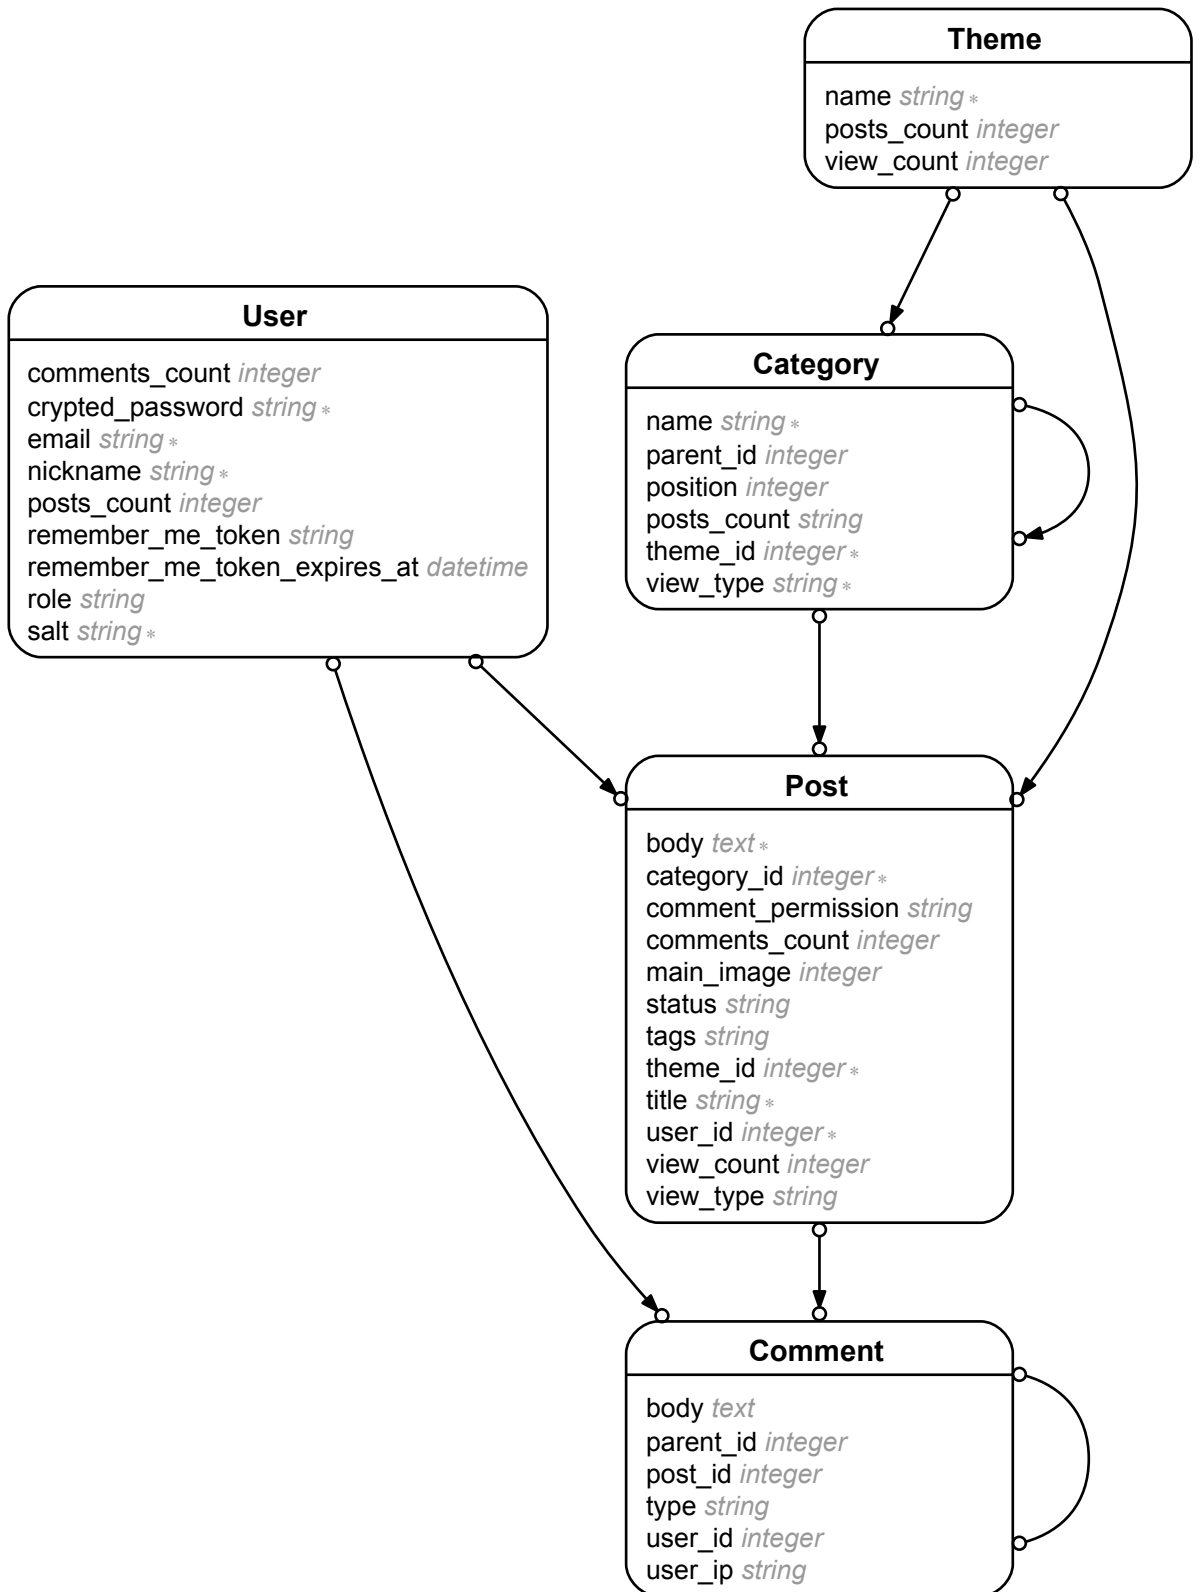 Theme
name string *
posts_count integer
view_count integer
User
comments_count integer
crypted_password string *
email string *
nickname string *
posts_count integer
remember_me_token string
remember_me_token_expires_at datetime
role string
salt string *
Category
name string *
parent_id integer
position integer
posts_count string
theme_id integer *
view_type string *
Post
body text *
category_id integer *
comment_permission string
comments_count integer
main_image integer
status string
tags string
theme_id integer *
title string *
user_id integer *
view_count integer
view_type string
Comment
body text
parent_id integer
post_id integer
type string
user_id integer
user_ip string